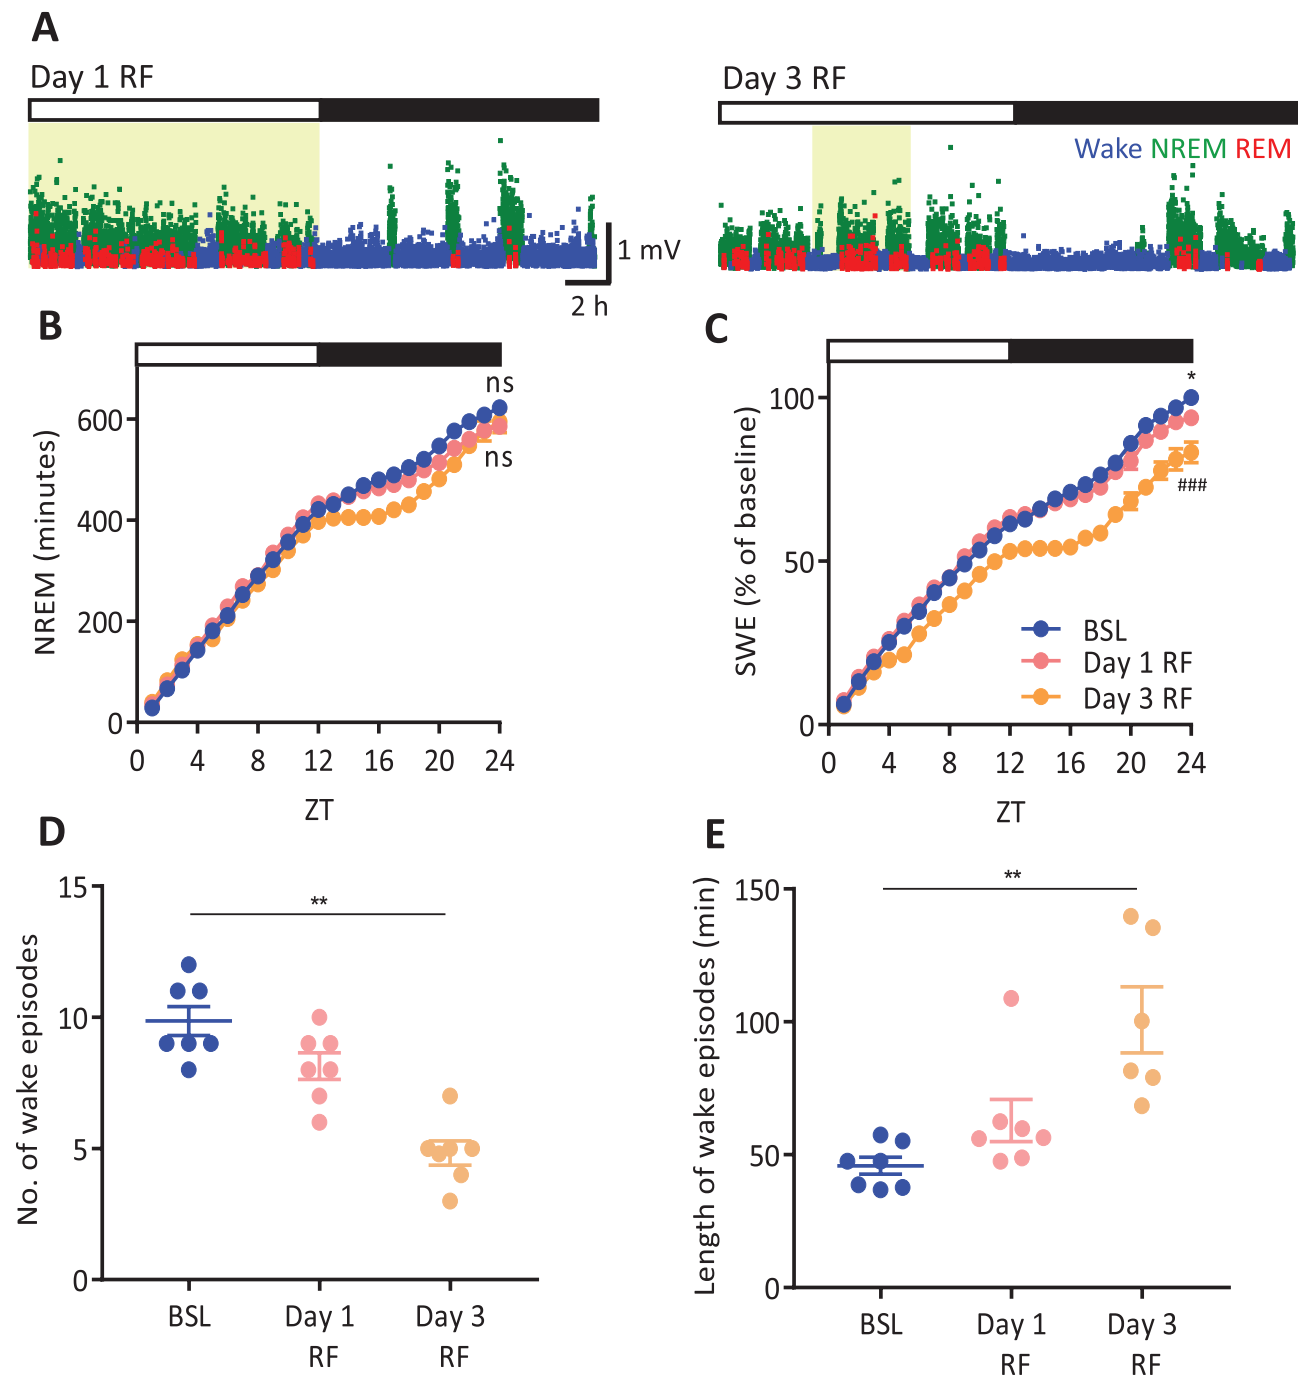 A
Day 1 RF
Day 3 RF
Wake NREM REM
1 mV
2 h
B
C
ns
ns
NREM (minutes)
600
400
200
0
0 4 8 12 16 20 24
ZT
*
###
SWE (% of baseline)
100
50
0
BSL
Day 1 RF
Day 3 RF
0 4 8 12 16 20 24
ZT
D
E
No. of wake episodes
15
10
5
0
**
BSL
Day 1
RF
Day 3
RF
Length of wake episodes (min)
150
100
50
0
**
BSL
Day 1
RF
Day 3
RF